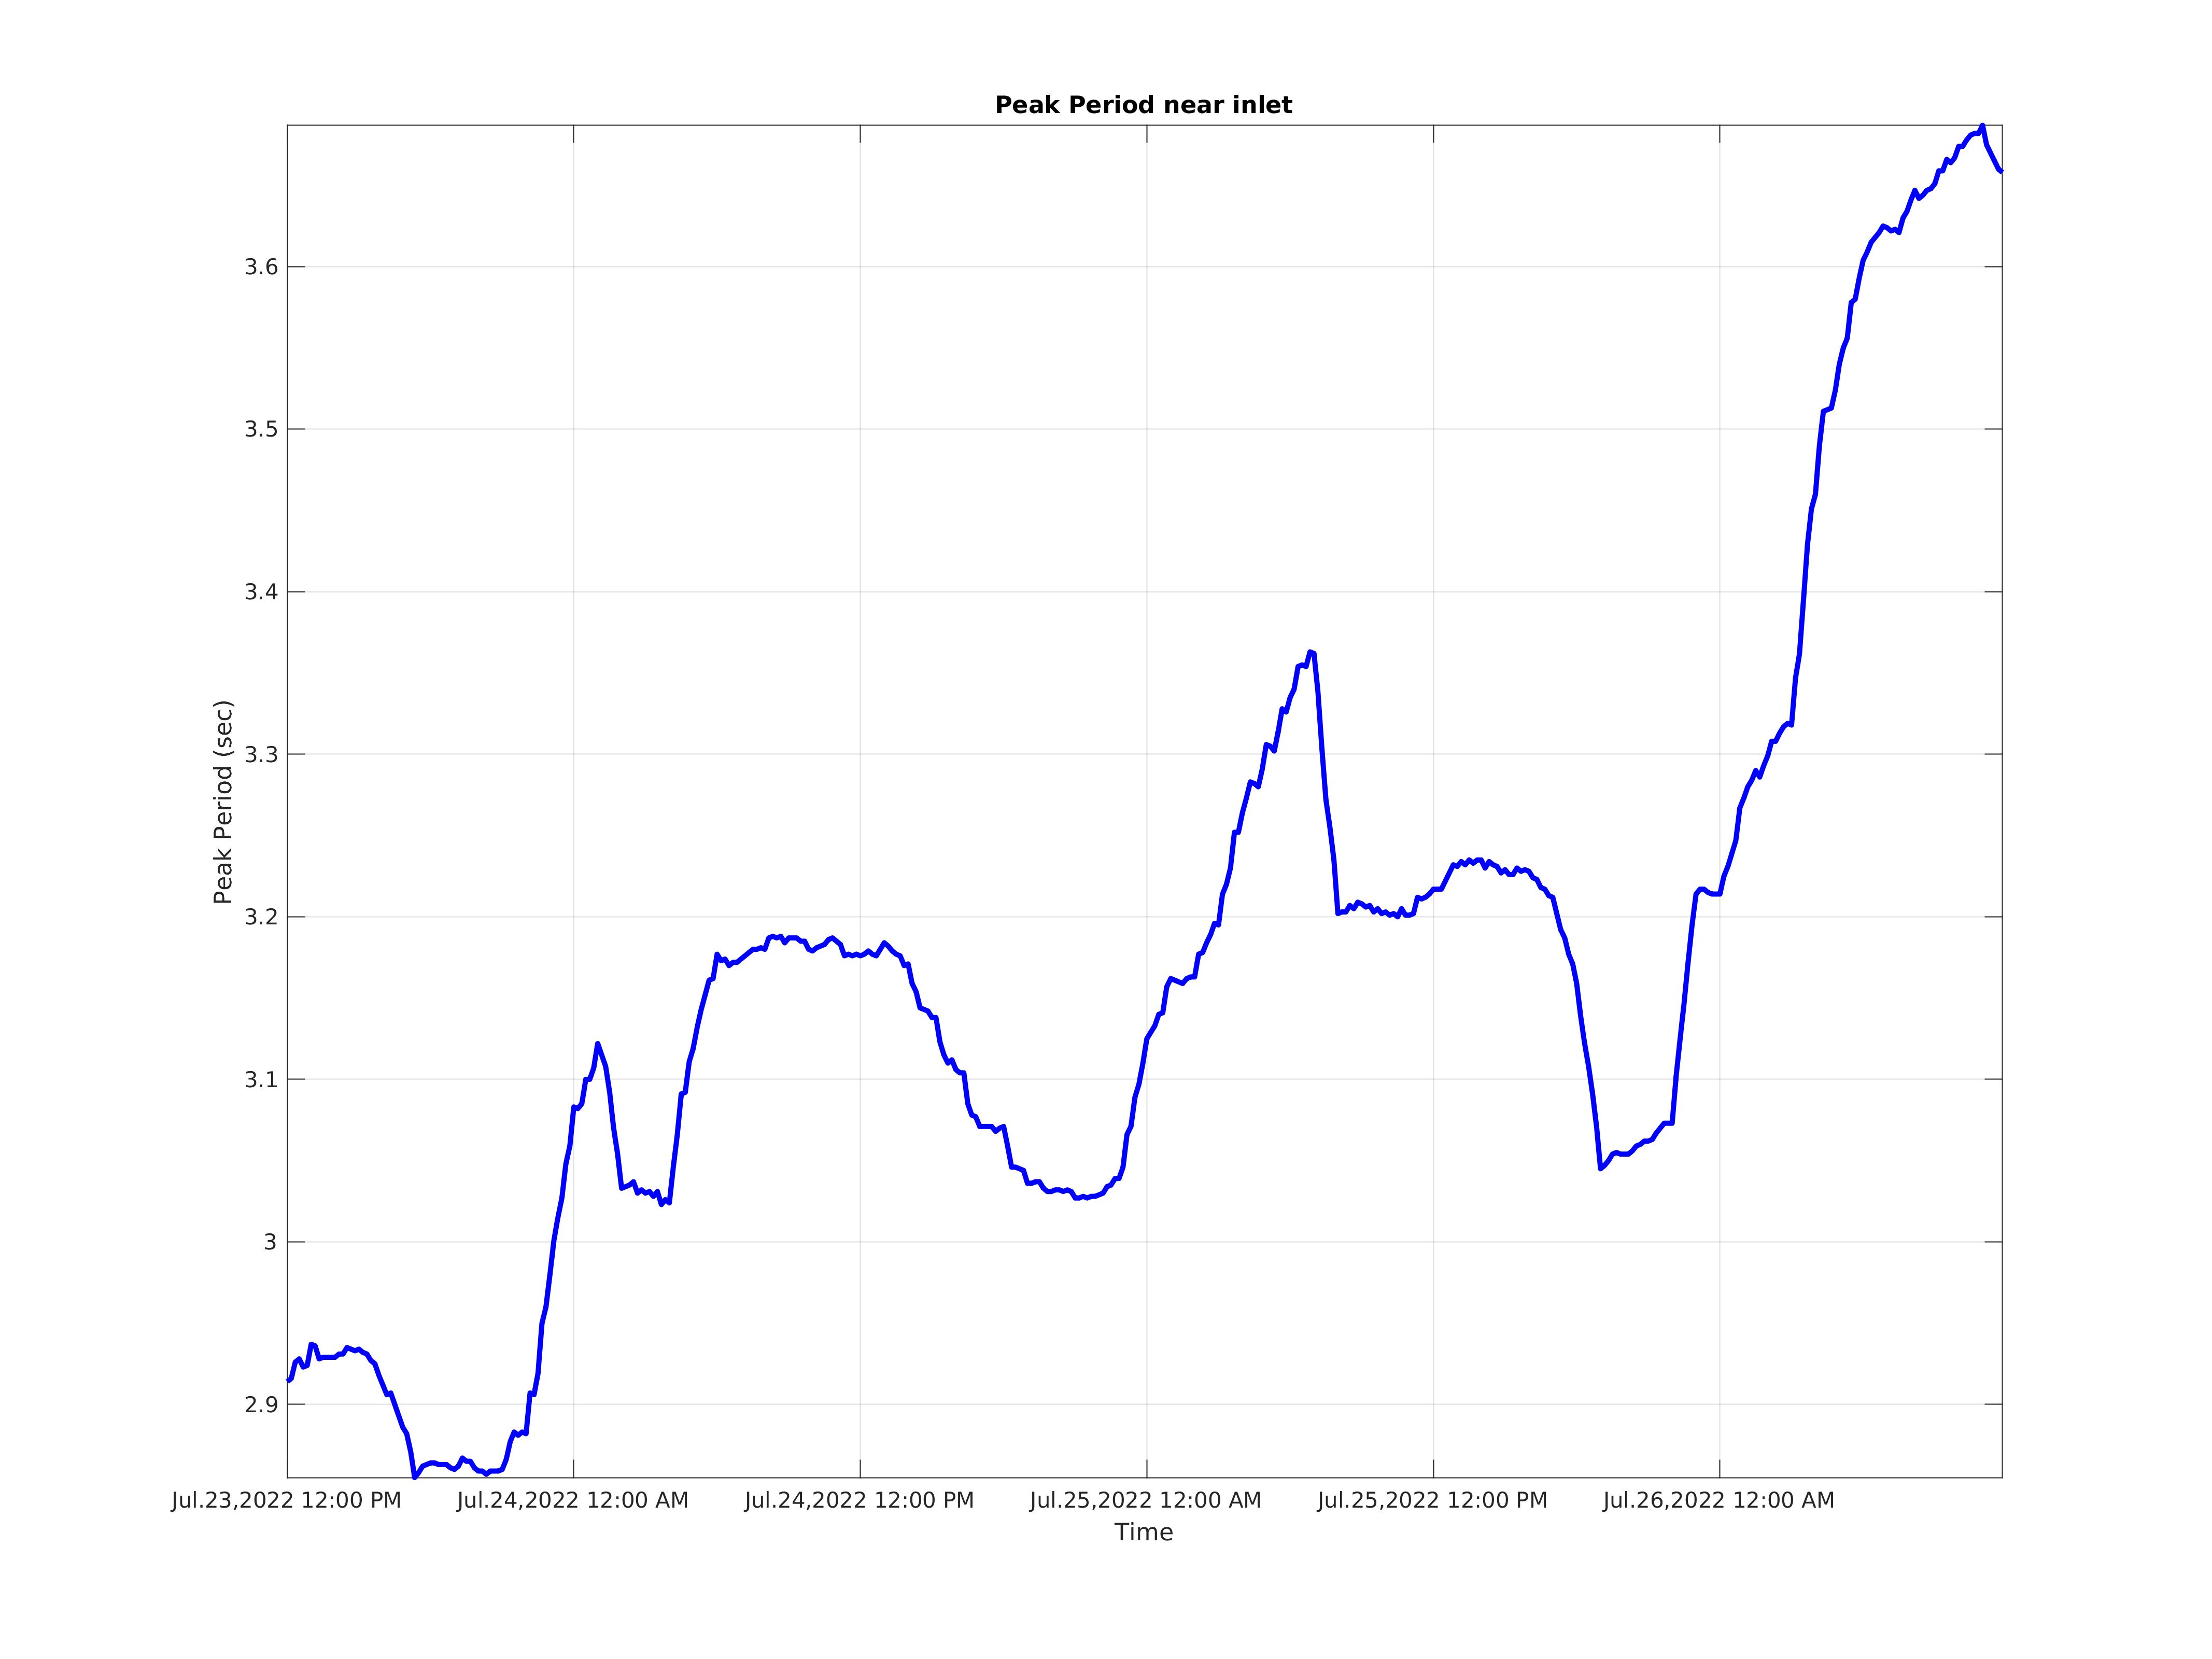 Peak Period near inlet
3.6
3.5
3.4
3.3
3.2
3.1
3
2.9
Peak Period (sec)
Jul.23,2022 12:00 PM
Jul.24,2022 12:00 AM
Jul.24,2022 12:00 PM
Jul.25,2022 12:00 AM
Jul.25,2022 12:00 PM
Jul.26,2022 12:00 AM
Time